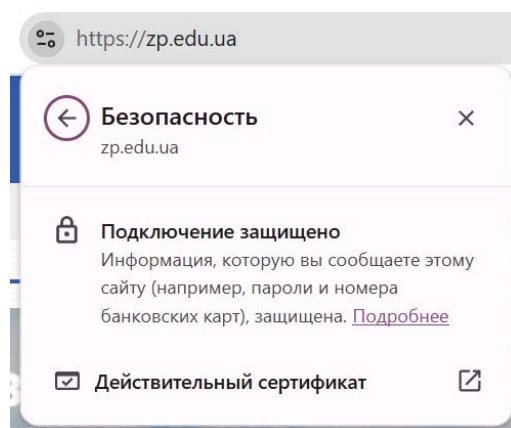 https://zp.edu.ua
Безопасность
zp.edu.ua
Подключение защищено
Информация, которую вы сообщаете этому
сайту (например, пароли и номера
банковских карт), защищена. Подробнее
Действительный сертификат